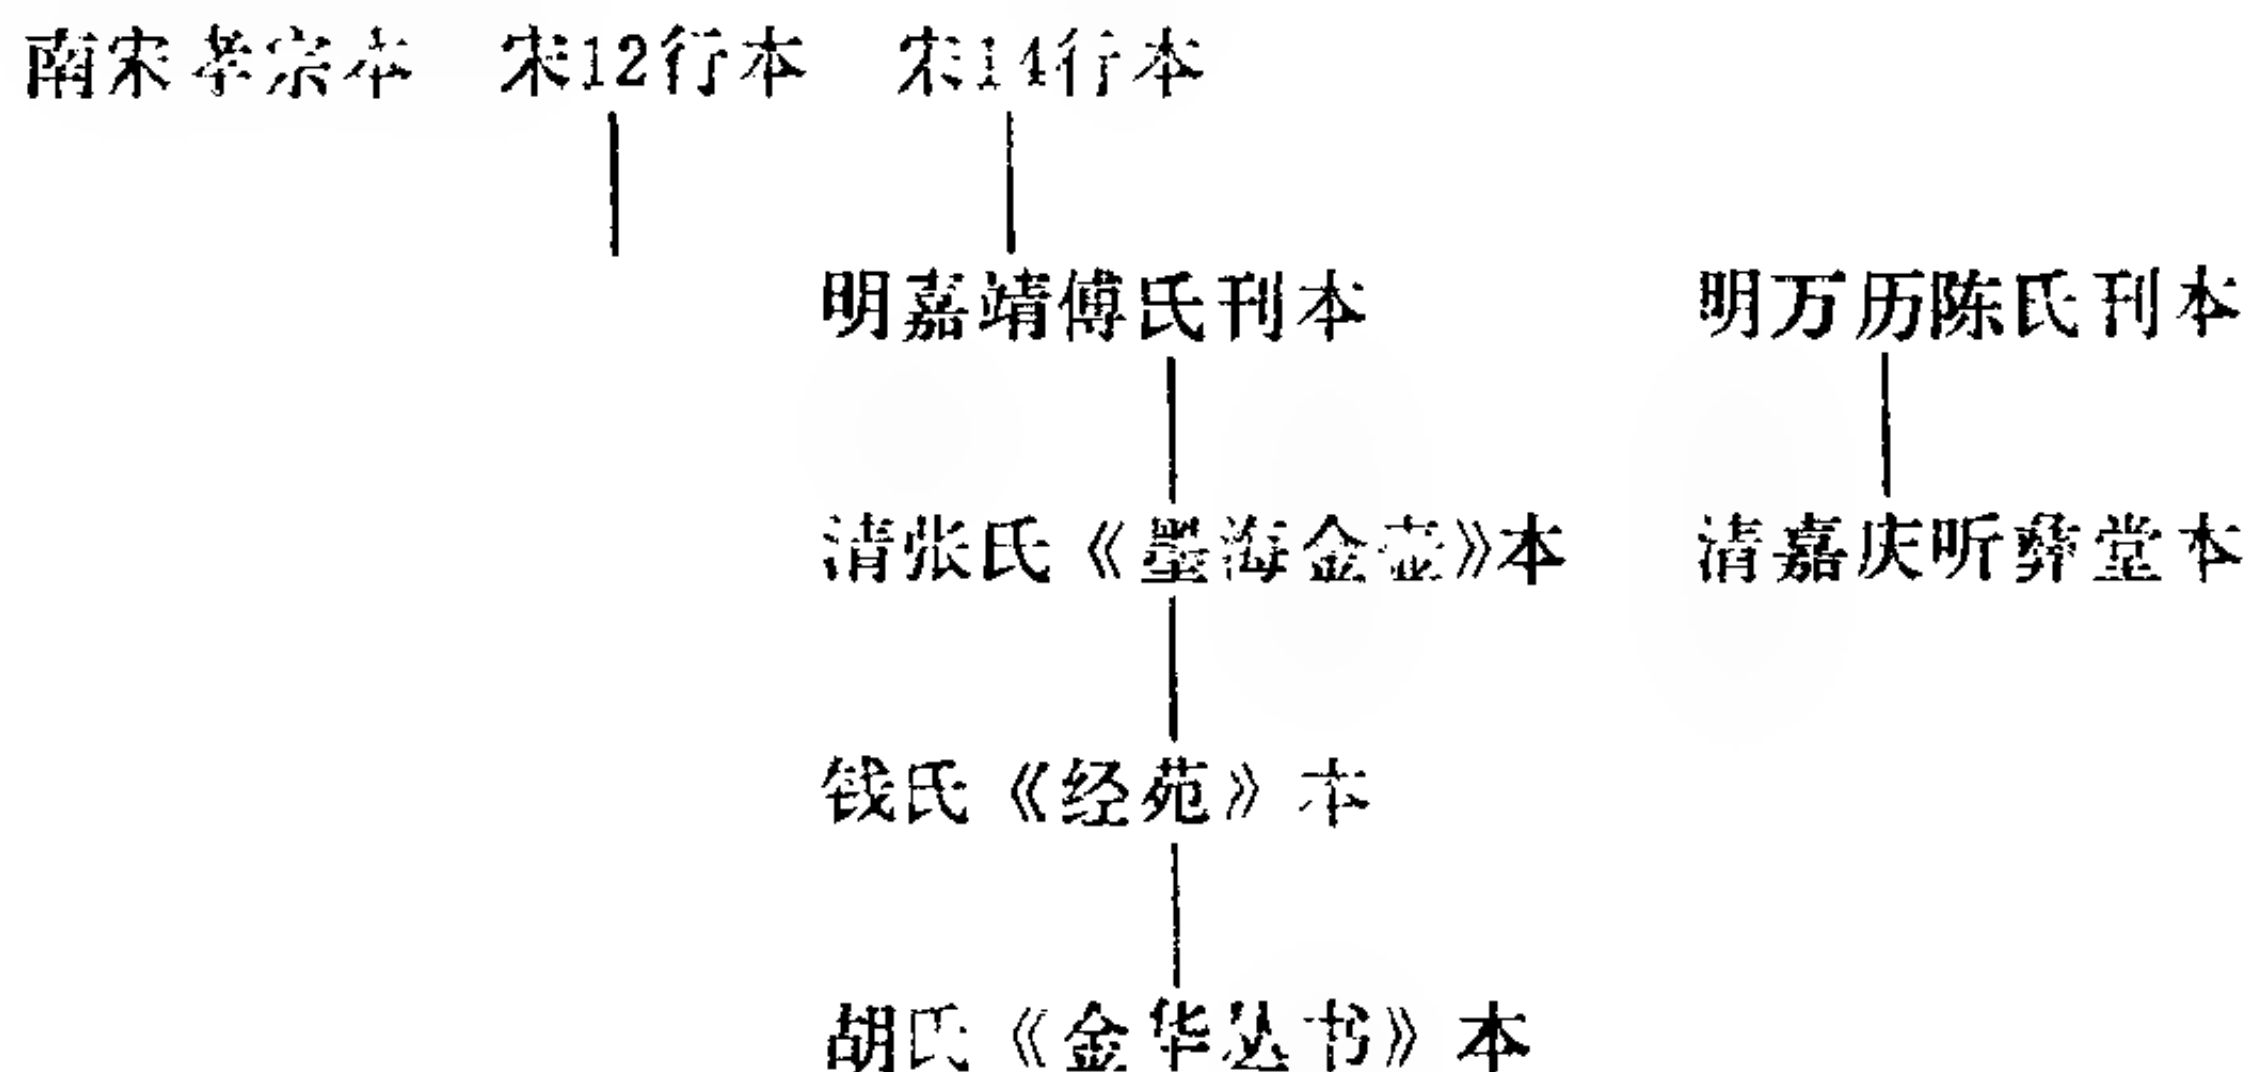 南宋孝宗本 宋12行本 宋14行本
明嘉靖傅氏刊本 明万历陈氏刊本
清张氏《墨海金壶》本 清嘉庆听彝堂本
钱氏《经苑》本
胡氏《金华丛书》本